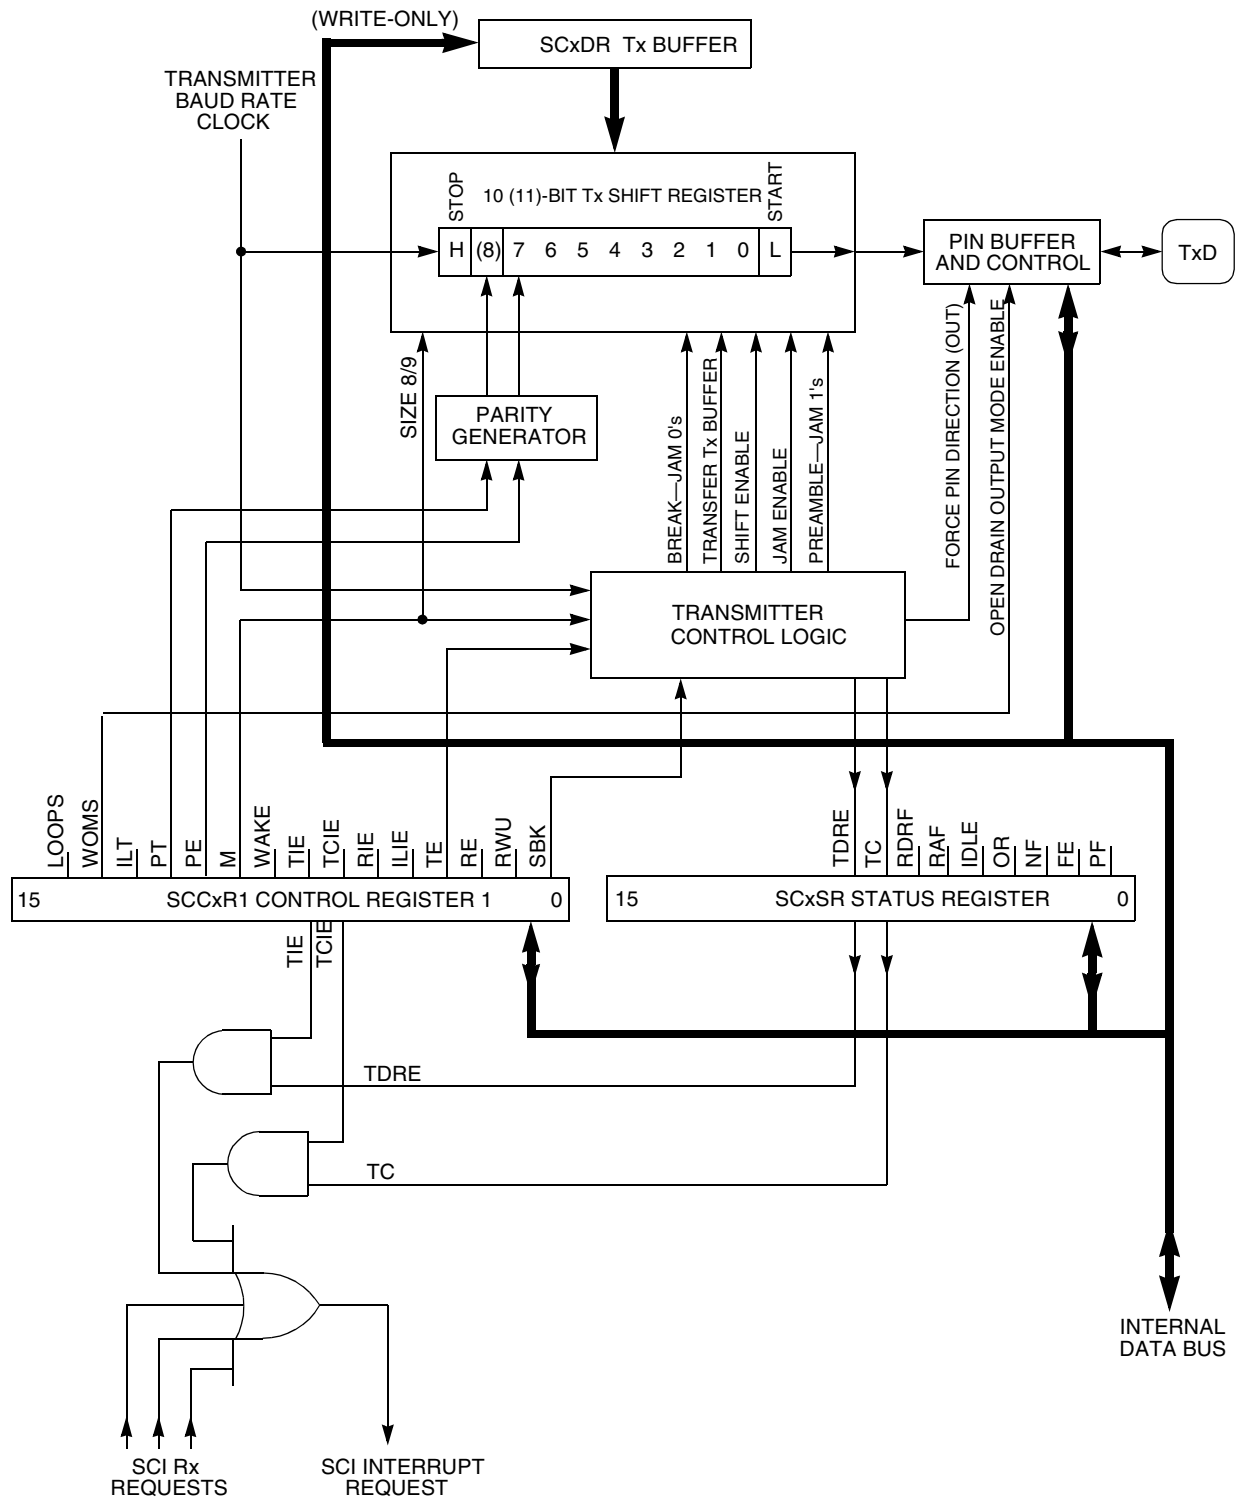 (WRITE-ONLY)
SCxDR Tx BUFFER
TRANSMITTER
BAUD RATE
CLOCK
STOP
10 (11)-BIT Tx SHIFT REGISTER
START
H (8) 7 6 5 4 3 2 1 0 L
PIN BUFFER
AND CONTROL
TxD
SIZE 8/9
PARITY
GENERATOR
BREAK—JAM 0's
TRANSFER Tx BUFFER
SHIFT ENABLE
JAM ENABLE
PREAMBLE—JAM 1's
FORCE PIN DIRECTION (OUT)
OPEN DRAIN OUTPUT MODE ENABLE
TRANSMITTER
CONTROL LOGIC
LOOPS
WOMS
ILT
PT
PE
M
WAKE
TIE
TCIE
RIE
ILIE
TE
RE
RWU
SBK
TDRE
TC
RDRF
RAF
IDLE
OR
NF
FE
PF
15 SCCxR1 CONTROL REGISTER 1 0
15 SCxSR STATUS REGISTER 0
TIE
TCIE
TDRE
TC
INTERNAL
DATA BUS
SCI Rx
REQUESTS
SCI INTERRUPT
REQUEST